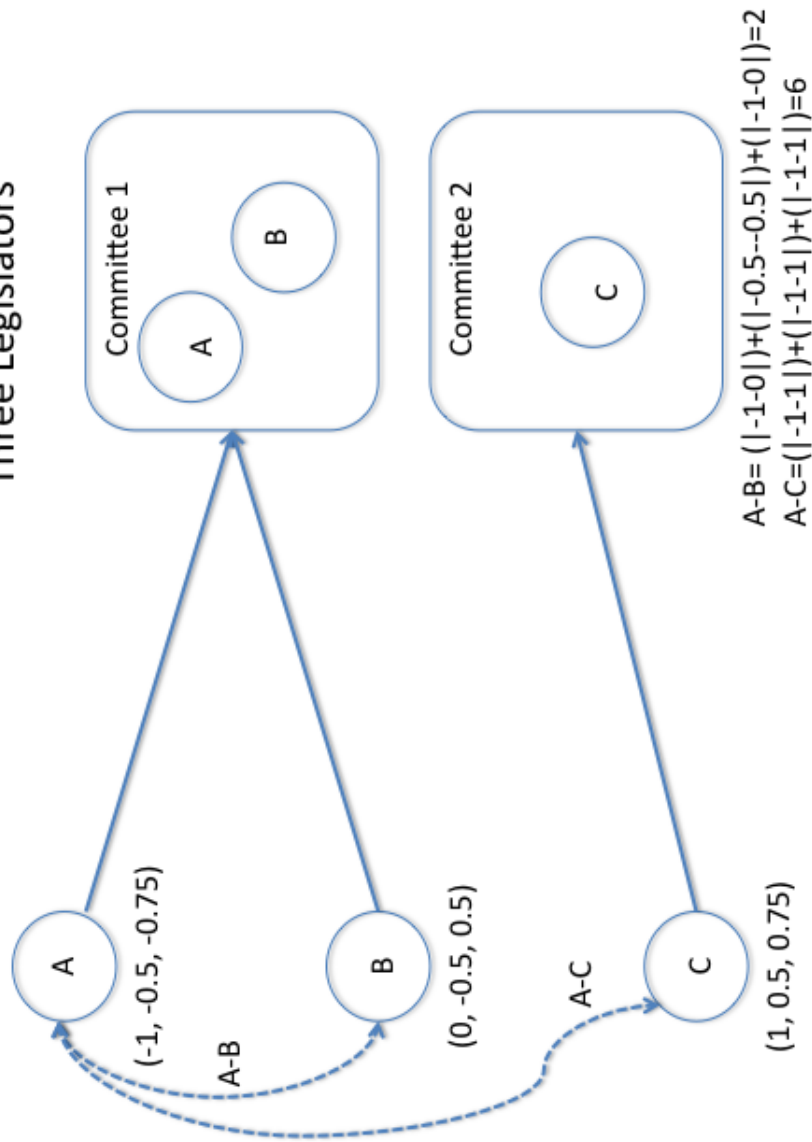 Three Legislators
A
(-1, -0.5, -0.75)
A-B
B
(0, -0.5, 0.5)
A-C
C
(1, 0.5, 0.75)
Committee 1
A
B
Committee 2
C
A-B= (|-1-0|)+(|-0.5--0.5|)+(|-1-0|)=2
A-C=(|-1-1|)+(|-1-1|)+(|-1-1|)=6